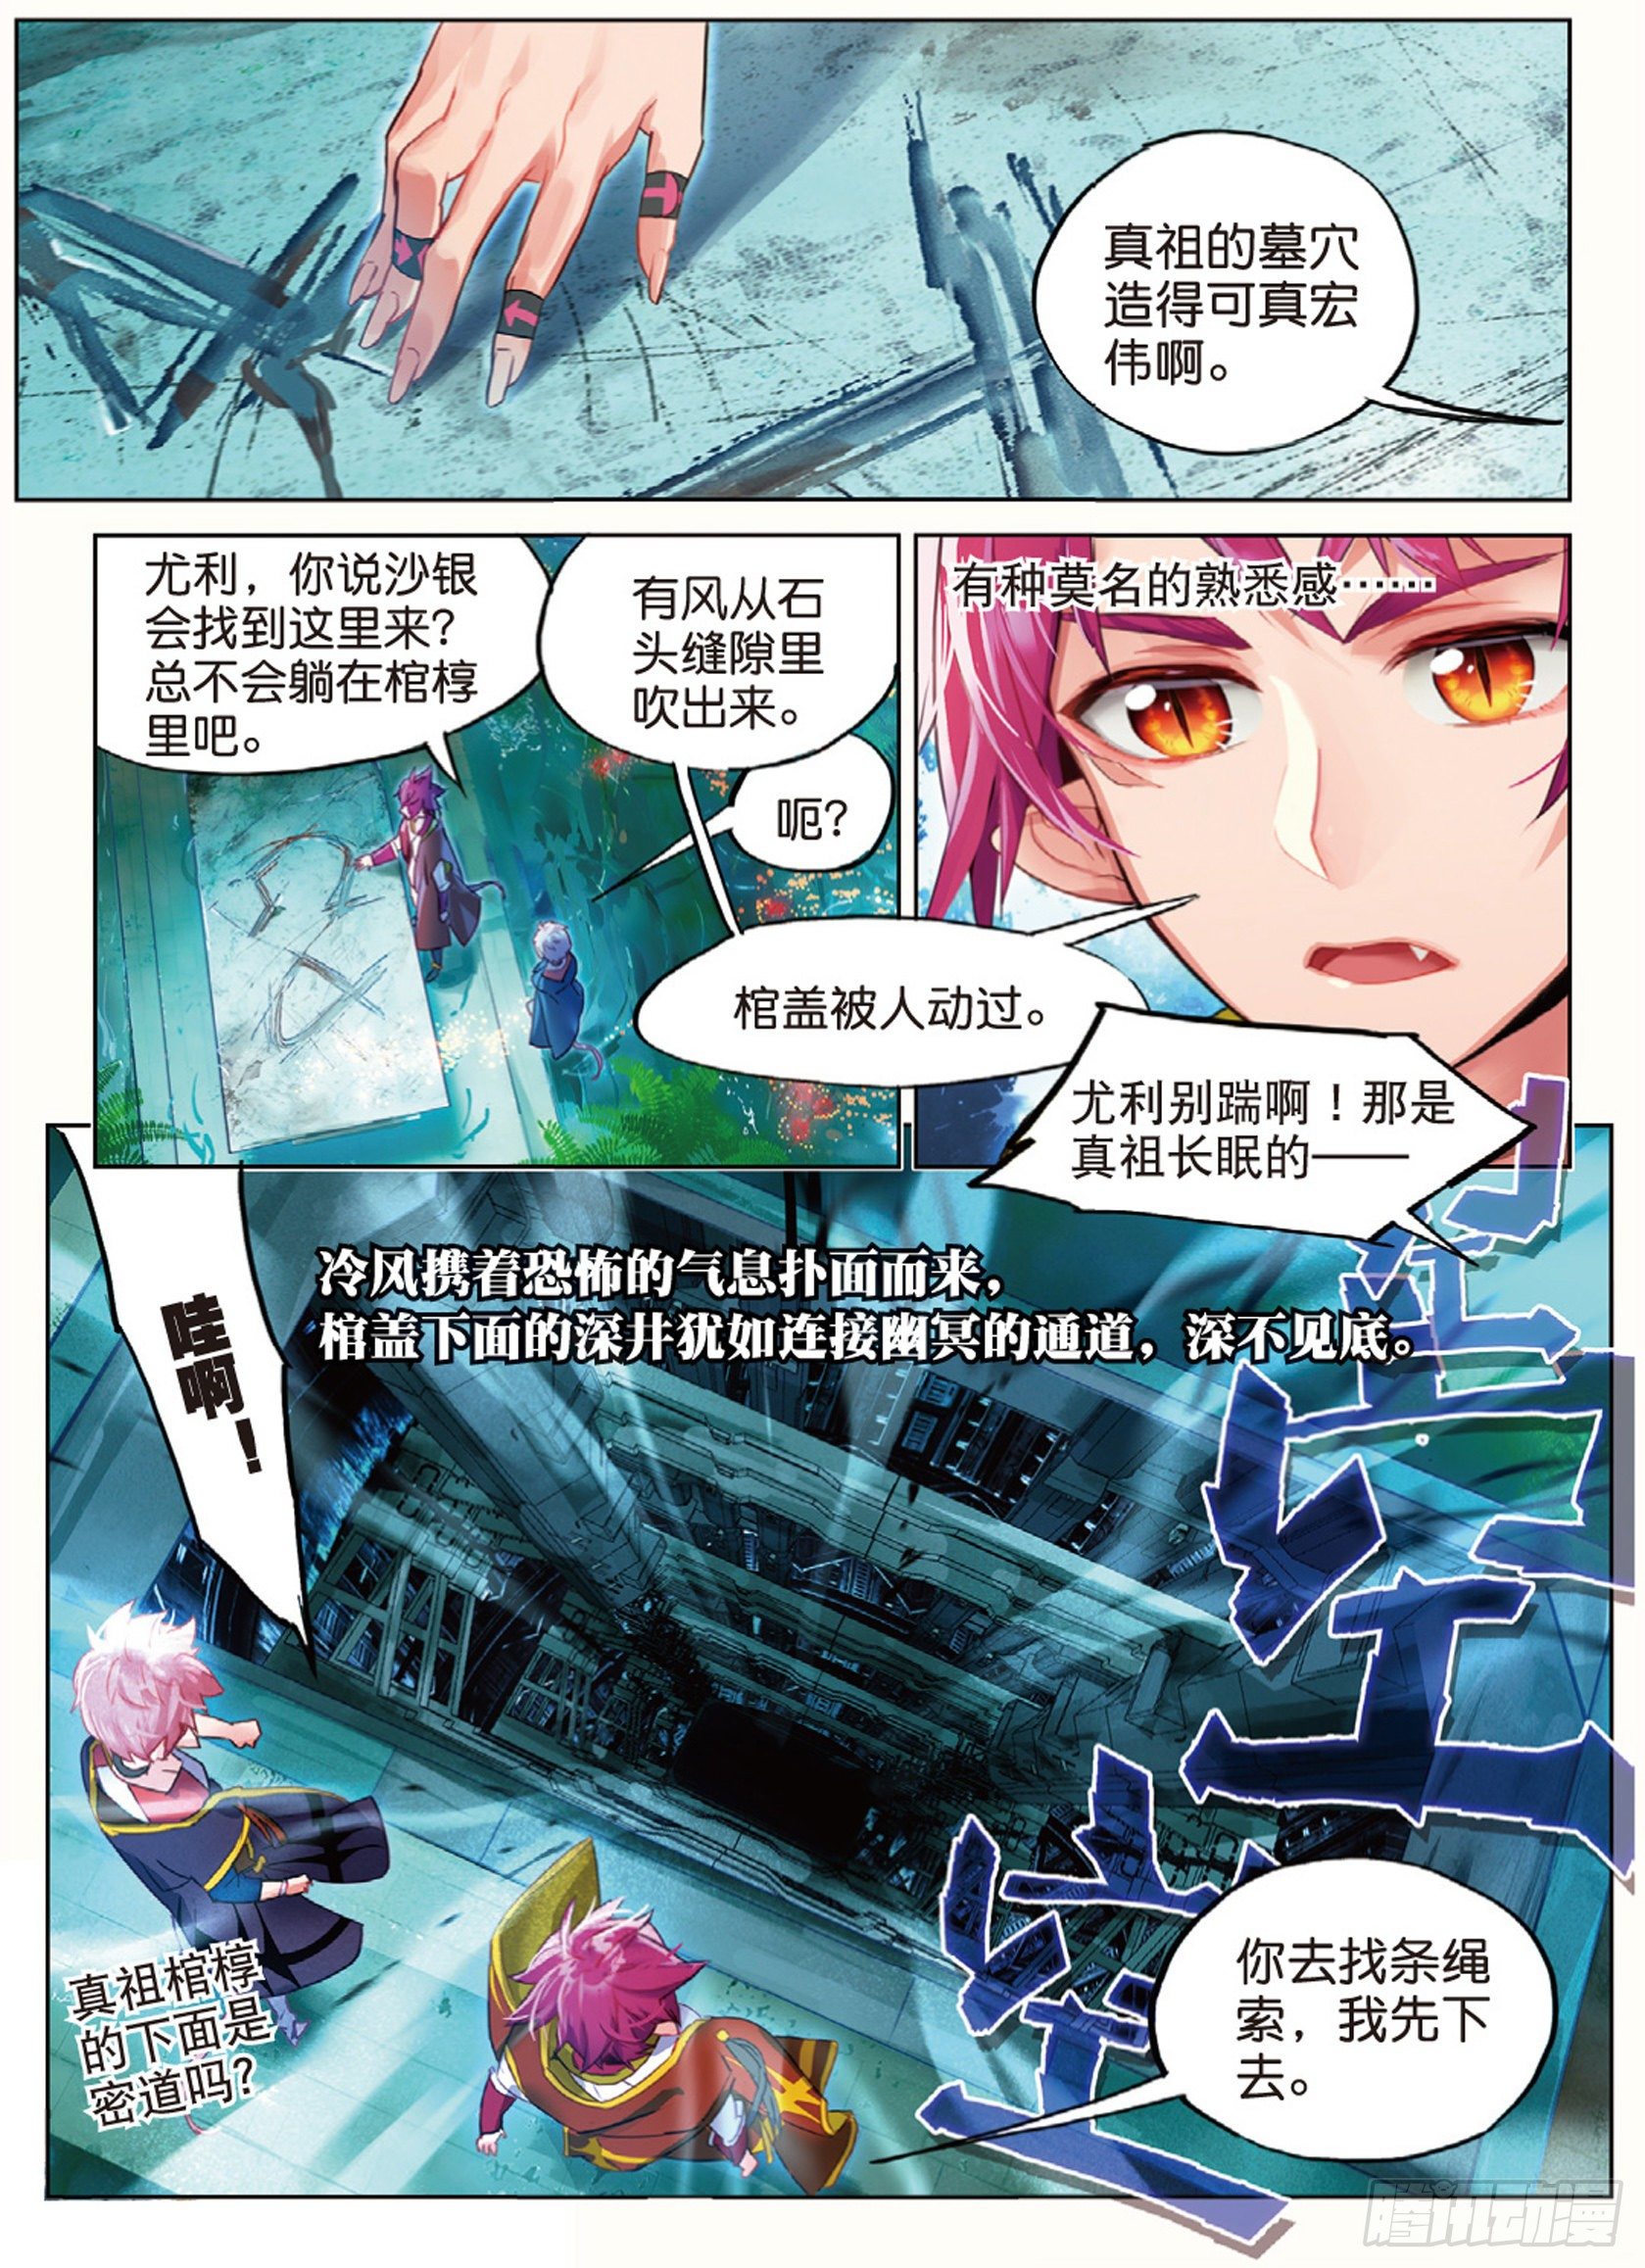 真祖的墓穴
造得可真宏
伟啊。
尤利，你说沙银
会找到这里来？
总不会躺在棺椁
里吧。
有风从石
头缝隙里
吹出来。
呃？
有种莫名的熟悉感……
棺盖被人动过。
尤利别踹啊！那是
真祖长眠的——
冷风携着恐怖的气息扑面而来，
棺盖下面的深井犹如连接幽冥的通道，深不见底。
哇啊！
空
空
空
真祖棺椁
的下面是
密道吗？
你去找条绳
索，我先下
去。
腾讯动漫